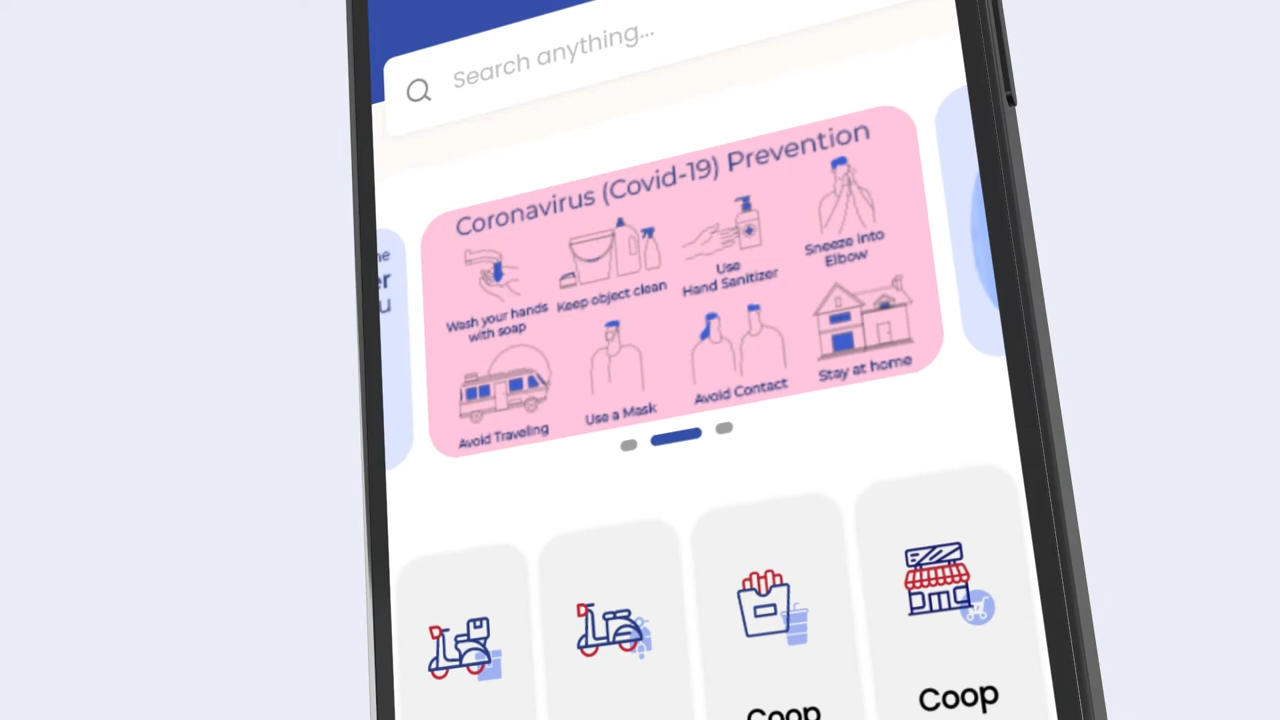 Search anything...
Coronavirus (Covid-19) Prevention
Wash your hands
with soap
Keep object clean
Use
Hand Sanitizer
Sneeze into
Elbow
Avoid Traveling
Use a Mask
Avoid Contact
Stay at home
Coop
Coop